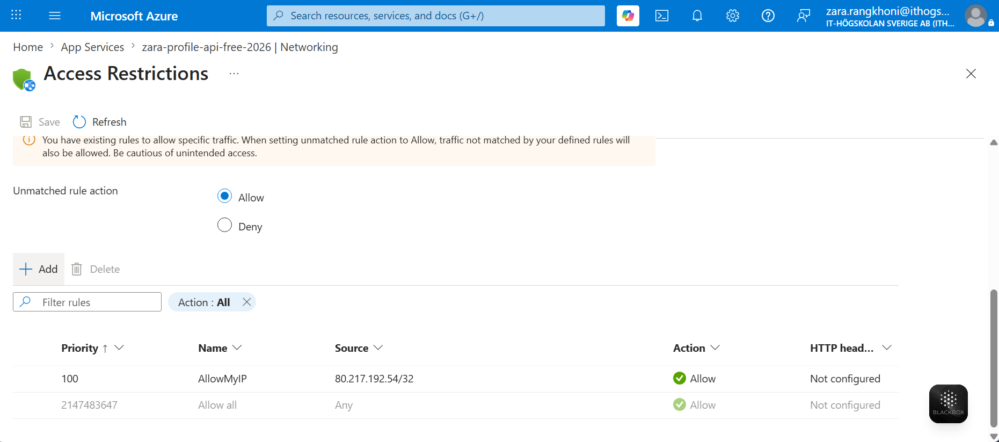 Microsoft Azure
Search resources, services, and docs (G+/)
zara.rangkhoni@ithogs...
IT-HÖGSKOLAN SVERIGE AB (ITH...
Home > App Services > zara-profile-api-free-2026 | Networking
Access Restrictions ...
Save Refresh
You have existing rules to allow specific traffic. When setting unmatched rule action to Allow, traffic not matched by your defined rules will
also be allowed. Be cautious of unintended access.
Unmatched rule action
Allow
Deny
Add Delete
Filter rules Action : All
Priority ↑ Name Source Action HTTP head...
100 AllowMyIP 80.217.192.54/32 Allow Not configured
2147483647 Allow all Any Allow Not configured
BLACKBOX